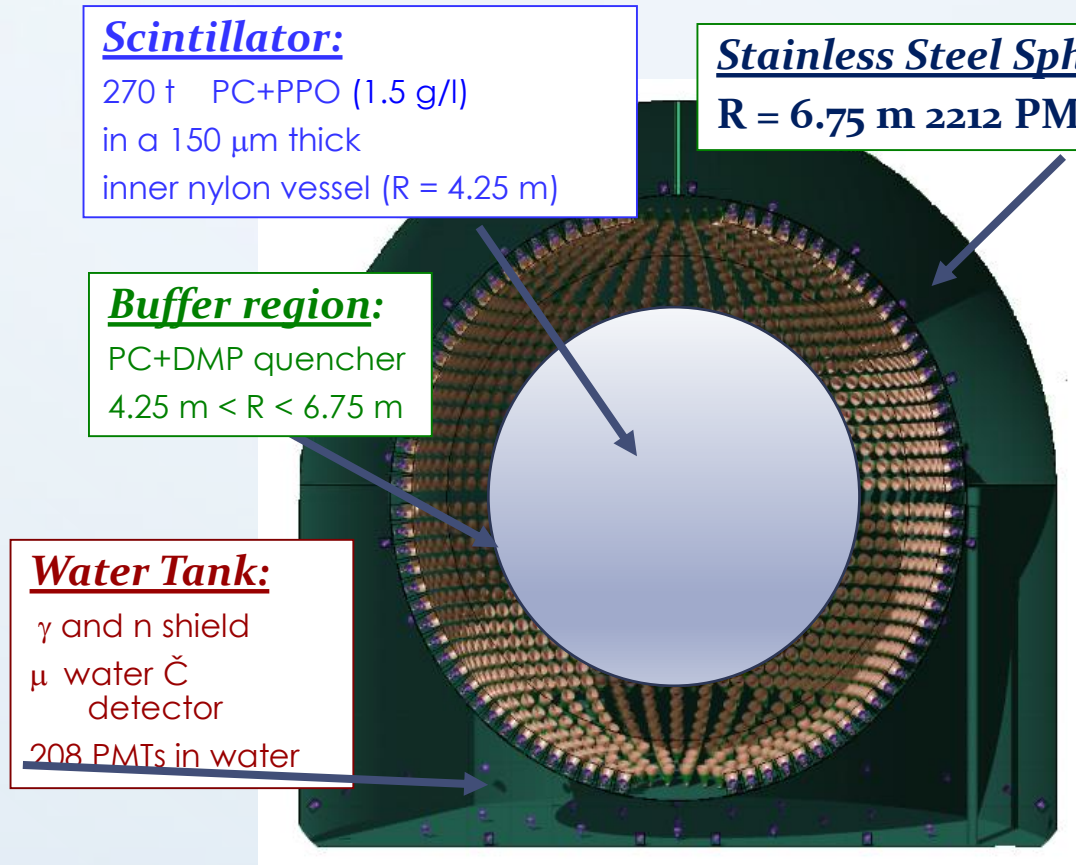 Scintillator:
270 t PC+PPO (1.5 g/l)
in a 150 μm thick
inner nylon vessel (R = 4.25 m)
Stainless Steel
R = 6.75 m 2212
Buffer region:
PC+DMP quencher
4.25 m < R < 6.75 m
Water Tank:
γ and n shield
μ water Č
detector
208 PMTs in water